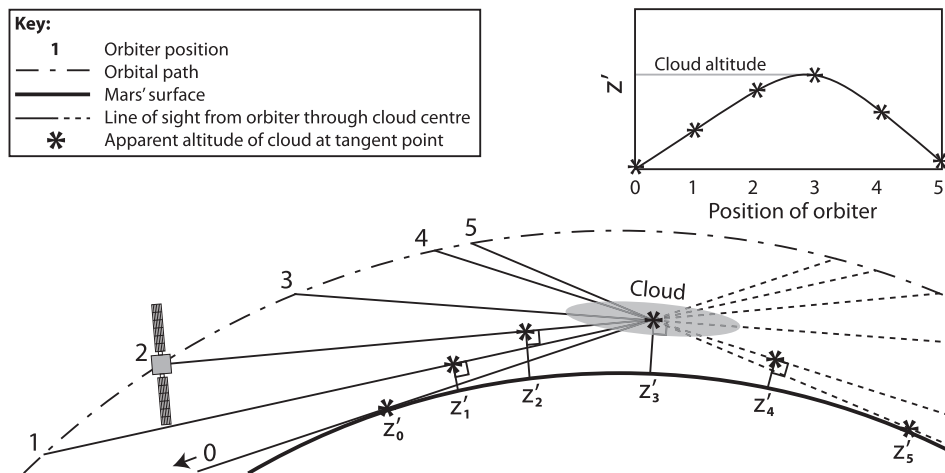 Key:
1 Orbiter position
Orbital path
Mars' surface
Line of sight from orbiter through cloud centre
Apparent altitude of cloud at tangent point
z'
Cloud altitude
0 1 2 3 4 5
Position of orbiter
5
4
3
Cloud
2
z'₃
z'₂
z'₁
z'₄
z'₀
1
0
z'₅